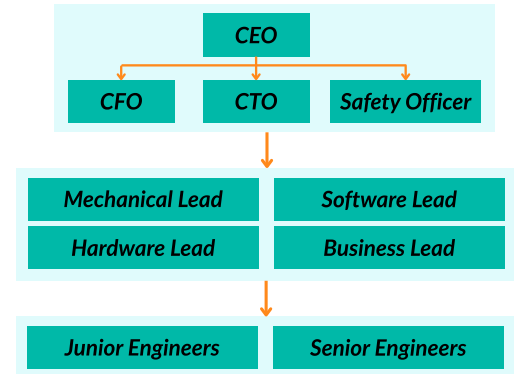 CEO
CFO CTO Safety Officer
Mechanical Lead Software Lead
Hardware Lead Business Lead
Junior Engineers Senior Engineers